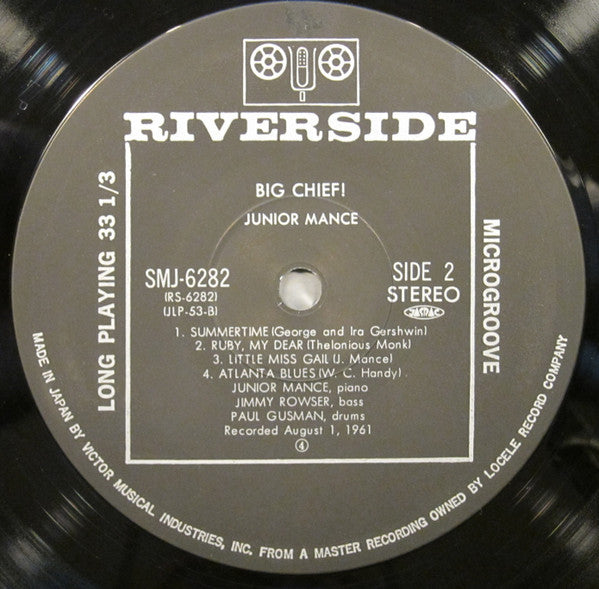 RIVERSIDE
BIG CHIEF!
JUNIOR MANCE
SMJ-6282
(RS-6282)
(JLP-53-B)
SIDE 2
STEREO
JASRAC
1. SUMMERTIME (George and Ira Gershwin)
2. RUBY, MY DEAR (Thelonious Monk)
3. LITTLE MISS GAIL (J. Mance)
4. ATLANTA BLUES (W. C. Handy)
JUNIOR MANCE, piano
JIMMY ROWSER, bass
PAUL GUSMAN, drums
Recorded August 1, 1961
④
LONG PLAYING 33 1/3
MICROGROOVE
MADE IN JAPAN BY VICTOR MUSICAL INDUSTRIES, INC. FROM A MASTER RECORDING OWNED BY LOCELE RECORD COMPANY